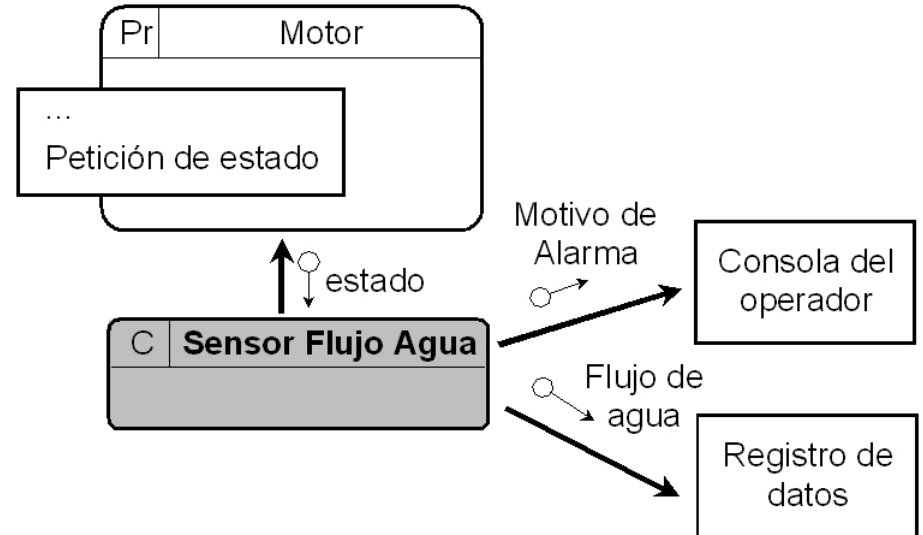 Pr Motor
...
Petición de estado
Motivo de
Alarma
estado
Consola del
operador
C Sensor Flujo Agua
Flujo de
agua
Registro de
datos